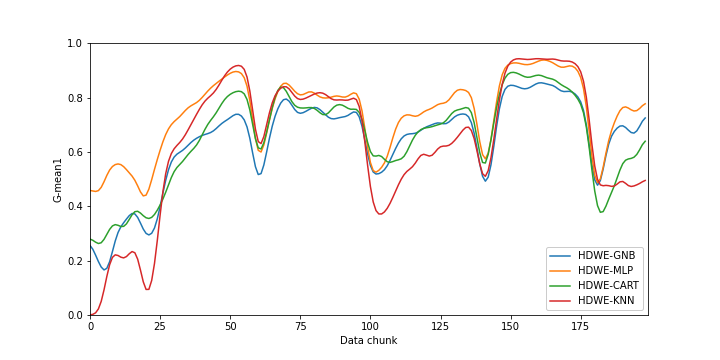 1.0
0.8
0.6
0.4
0.2
0.0
G-mean1
0 25 50 75 100 125 150 175
Data chunk
HDWE-GNB
HDWE-MLP
HDWE-CART
HDWE-KNN